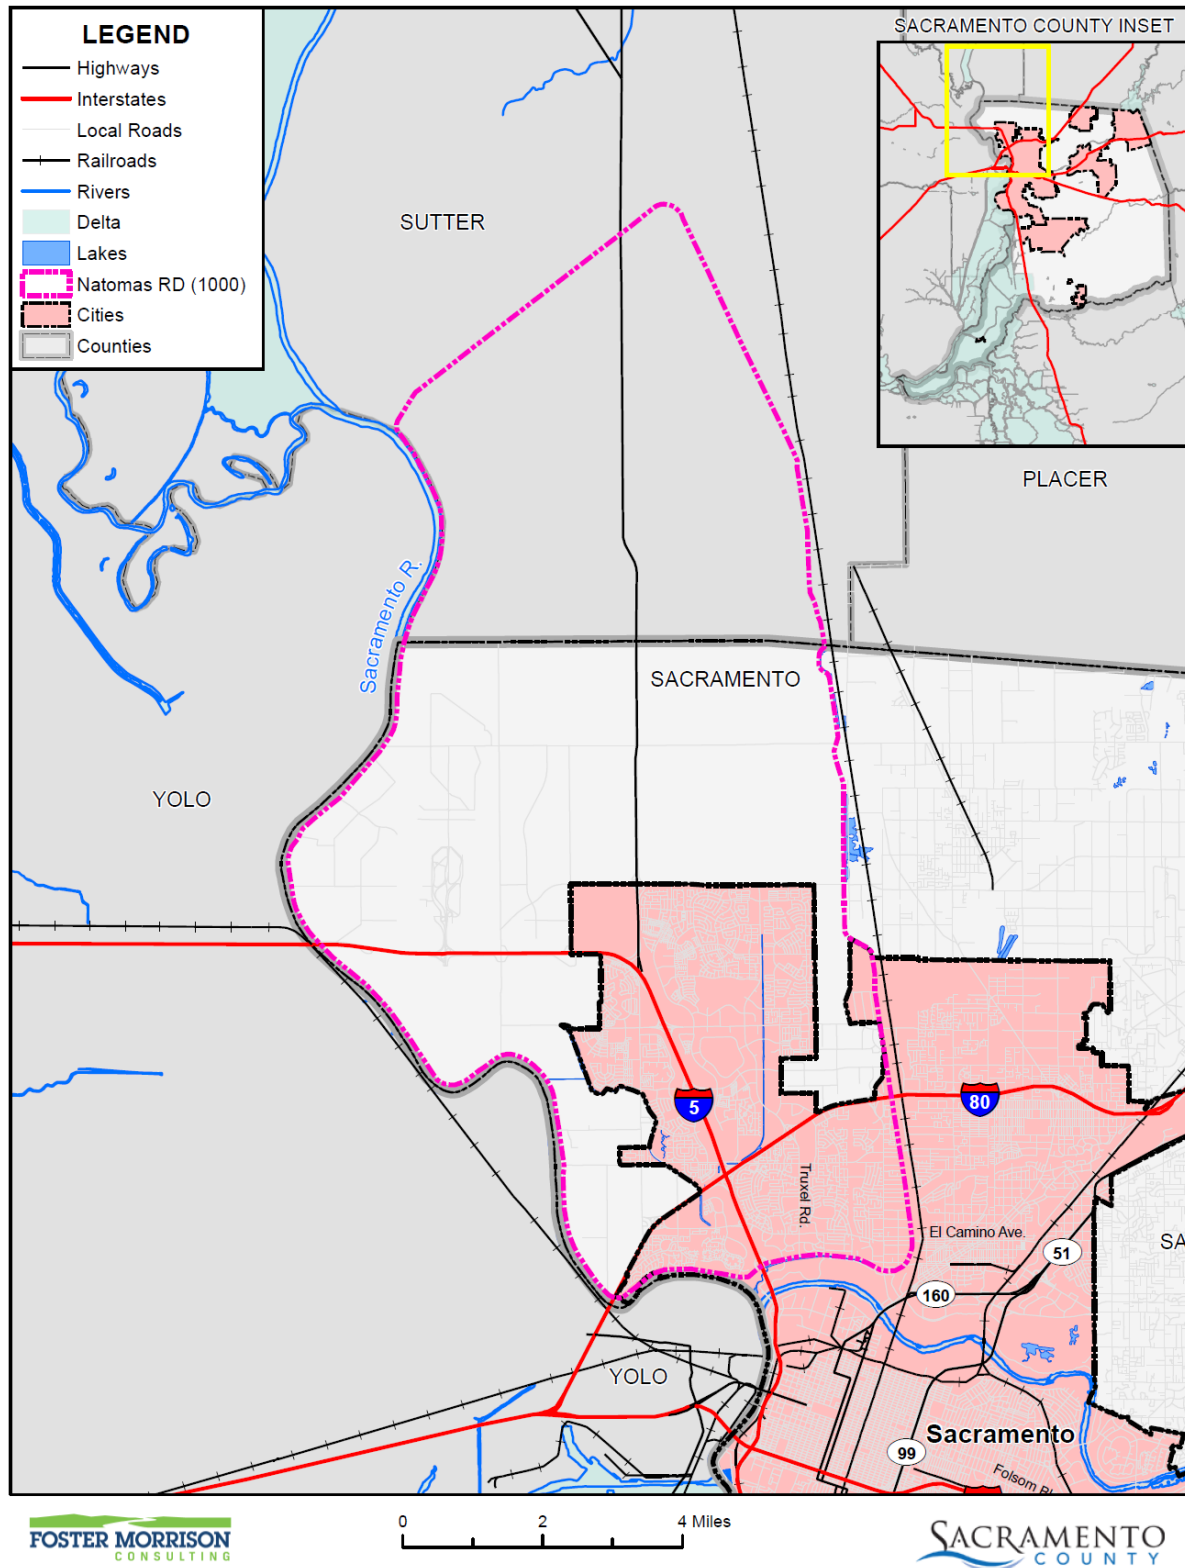 LEGEND
Highways
Interstates
Local Roads
Railroads
Rivers
Delta
Lakes
Natomas RD (1000)
Cities
Counties
SACRAMENTO COUNTY INSET
SUTTER
PLACER
Sacramento R.
SACRAMENTO
YOLO
5
80
Truxel Rd.
El Camino Ave.
51
SA
160
YOLO
Sacramento
99
Folsom Bl
FOSTER MORRISON
CONSULTING
0 2 4 Miles
SACRAMENTO
COUNTY